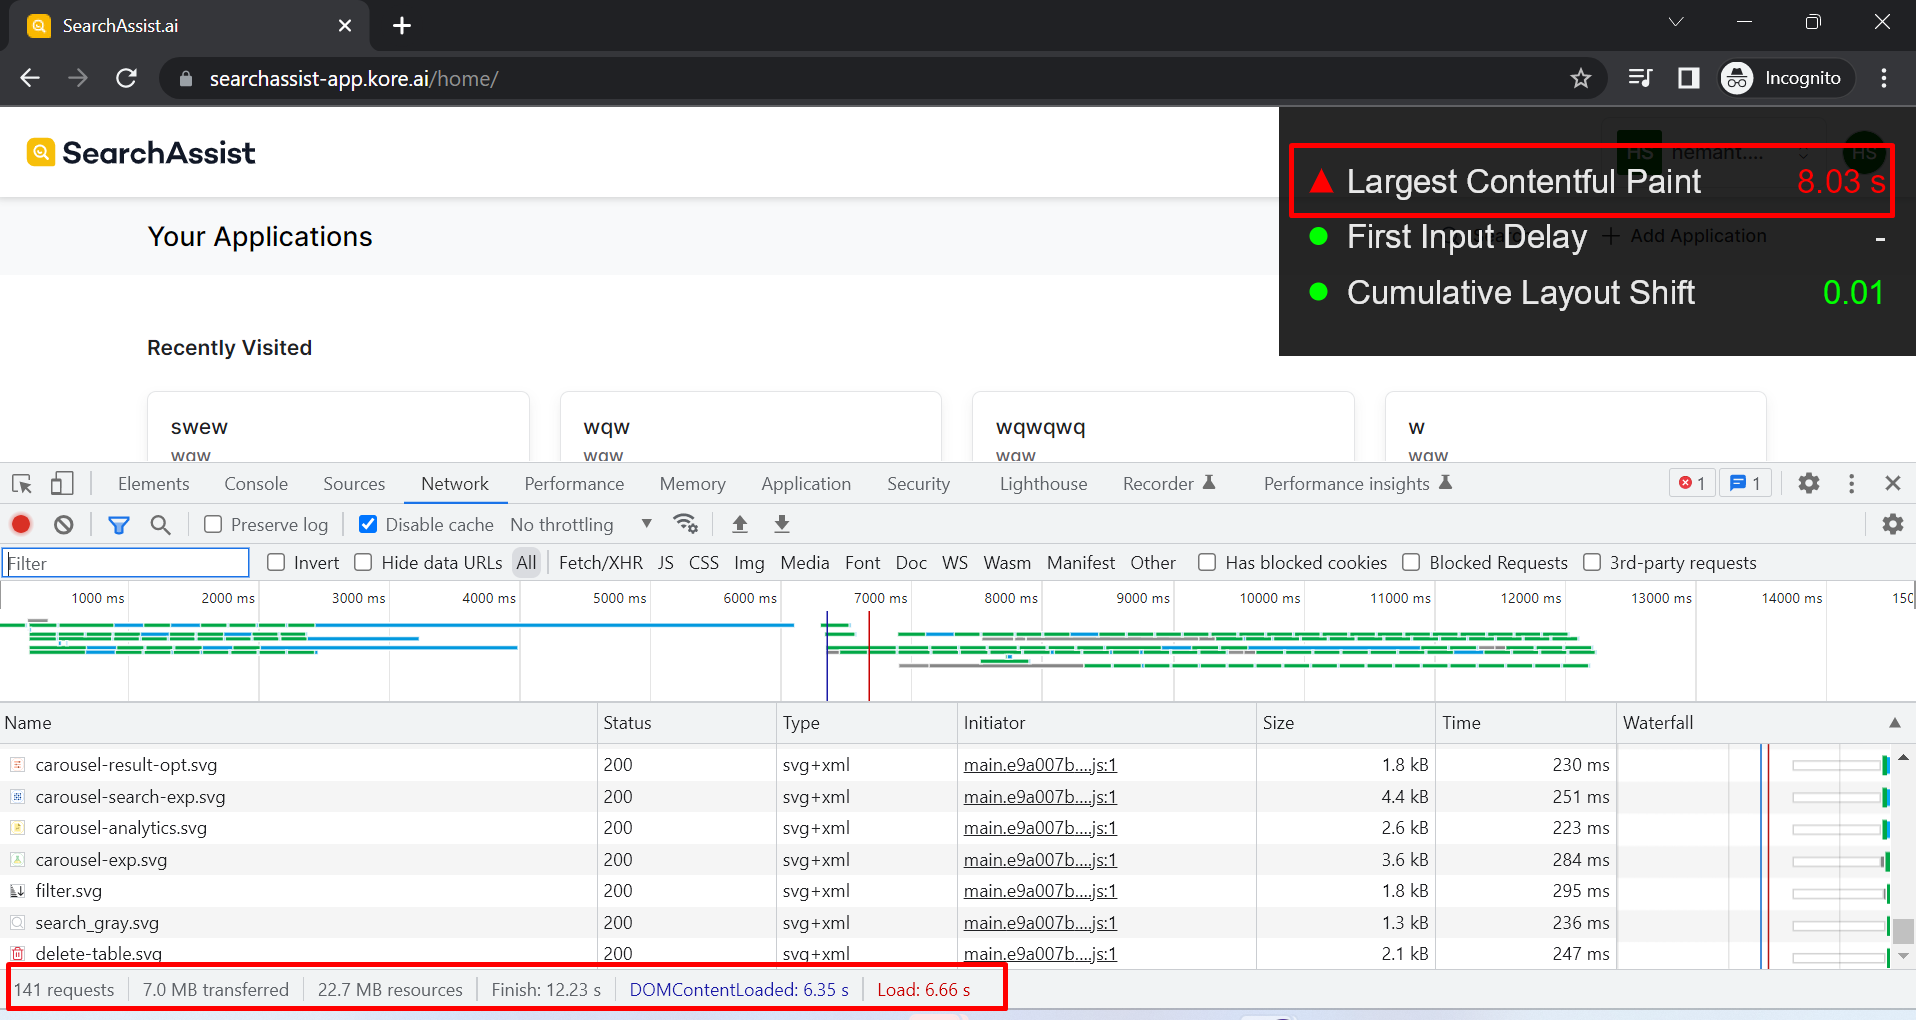 SearchAssist.ai
searchassist-app.kore.ai/home/
Incognito
SearchAssist
HS nemant.... HS
Largest Contentful Paint 8.03 s
Your Applications
First Input Delay -
+ Add Application
Cumulative Layout Shift 0.01
Recently Visited
swew wqw wqwqwq w
wqw wqw wqw wqw
Elements Console Sources Network Performance Memory Application Security Lighthouse Recorder Performance insights 1 1
Preserve log Disable cache No throttling
Filter Invert Hide data URLs All Fetch/XHR JS CSS Img Media Font Doc WS Wasm Manifest Other Has blocked cookies Blocked Requests 3rd-party requests
1000 ms 2000 ms 3000 ms 4000 ms 5000 ms 6000 ms 7000 ms 8000 ms 9000 ms 10000 ms 11000 ms 12000 ms 13000 ms 14000 ms 150
Name Status Type Initiator Size Time Waterfall
carousel-result-opt.svg 200 svg+xml main.e9a007b....js:1 1.8 kB 230 ms
carousel-search-exp.svg 200 svg+xml main.e9a007b....js:1 4.4 kB 251 ms
carousel-analytics.svg 200 svg+xml main.e9a007b....js:1 2.6 kB 223 ms
carousel-exp.svg 200 svg+xml main.e9a007b....js:1 3.6 kB 284 ms
filter.svg 200 svg+xml main.e9a007b....js:1 1.8 kB 295 ms
search_gray.svg 200 svg+xml main.e9a007b....js:1 1.3 kB 236 ms
delete-table.svg 200 svg+xml main.e9a007b....js:1 2.1 kB 247 ms
141 requests 7.0 MB transferred 22.7 MB resources Finish: 12.23 s DOMContentLoaded: 6.35 s Load: 6.66 s